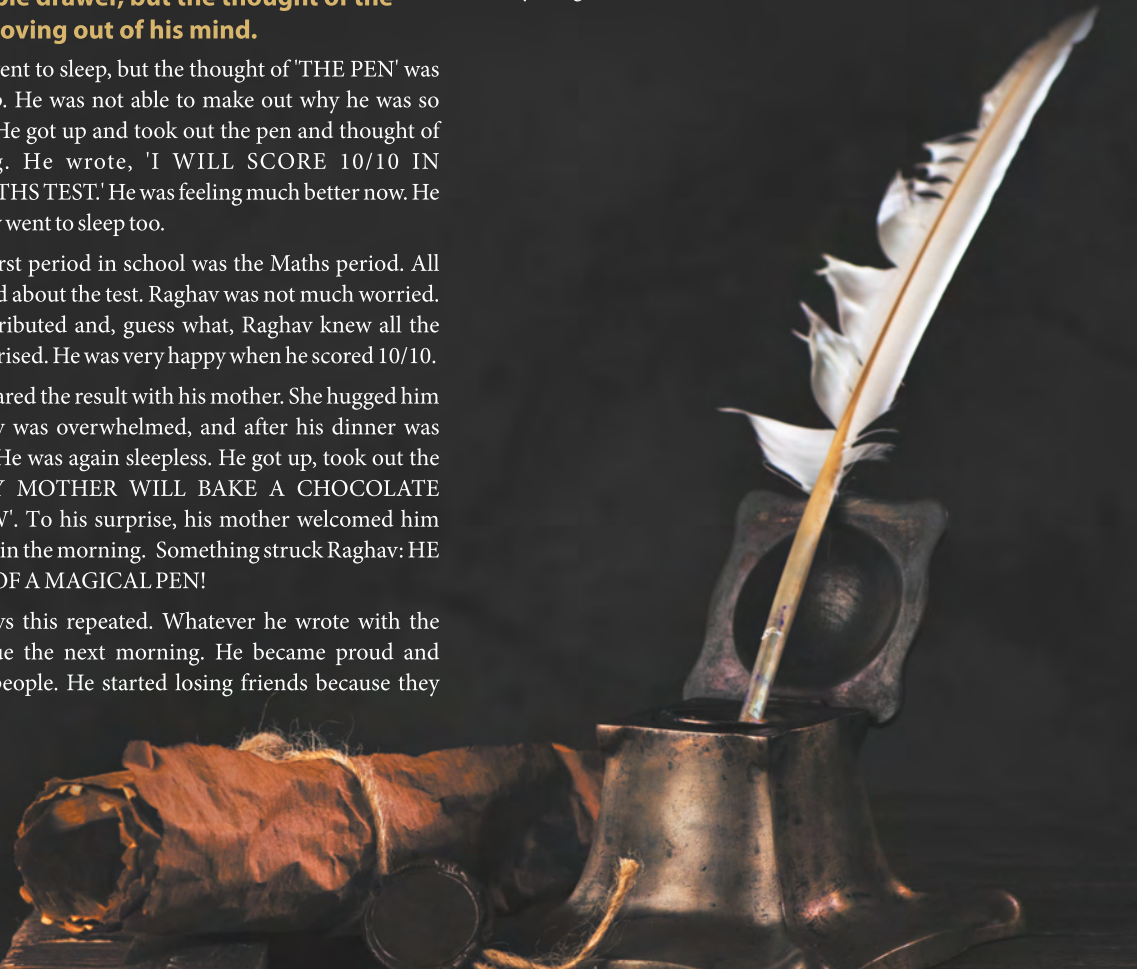 drawer, but the thought of the
oving out of his mind.
ent to sleep, but the thought of 'THE PEN' was
. He was not able to make out why he was so
He got up and took out the pen and thought of
. He wrote, 'I WILL SCORE 10/10 IN
THS TEST.' He was feeling much better now. He
went to sleep too.
rst period in school was the Maths period. All
d about the test. Raghav was not much worried.
ributed and, guess what, Raghav knew all the
rised. He was very happy when he scored 10/10.
ared the result with his mother. She hugged him
was overwhelmed, and after his dinner was
He was again sleepless. He got up, took out the
Y MOTHER WILL BAKE A CHOCOLATE
W'. To his surprise, his mother welcomed him
in the morning. Something struck Raghav: HE
OF A MAGICAL PEN!
ys this repeated. Whatever he wrote with the
ue the next morning. He became proud and
people. He started losing friends because they